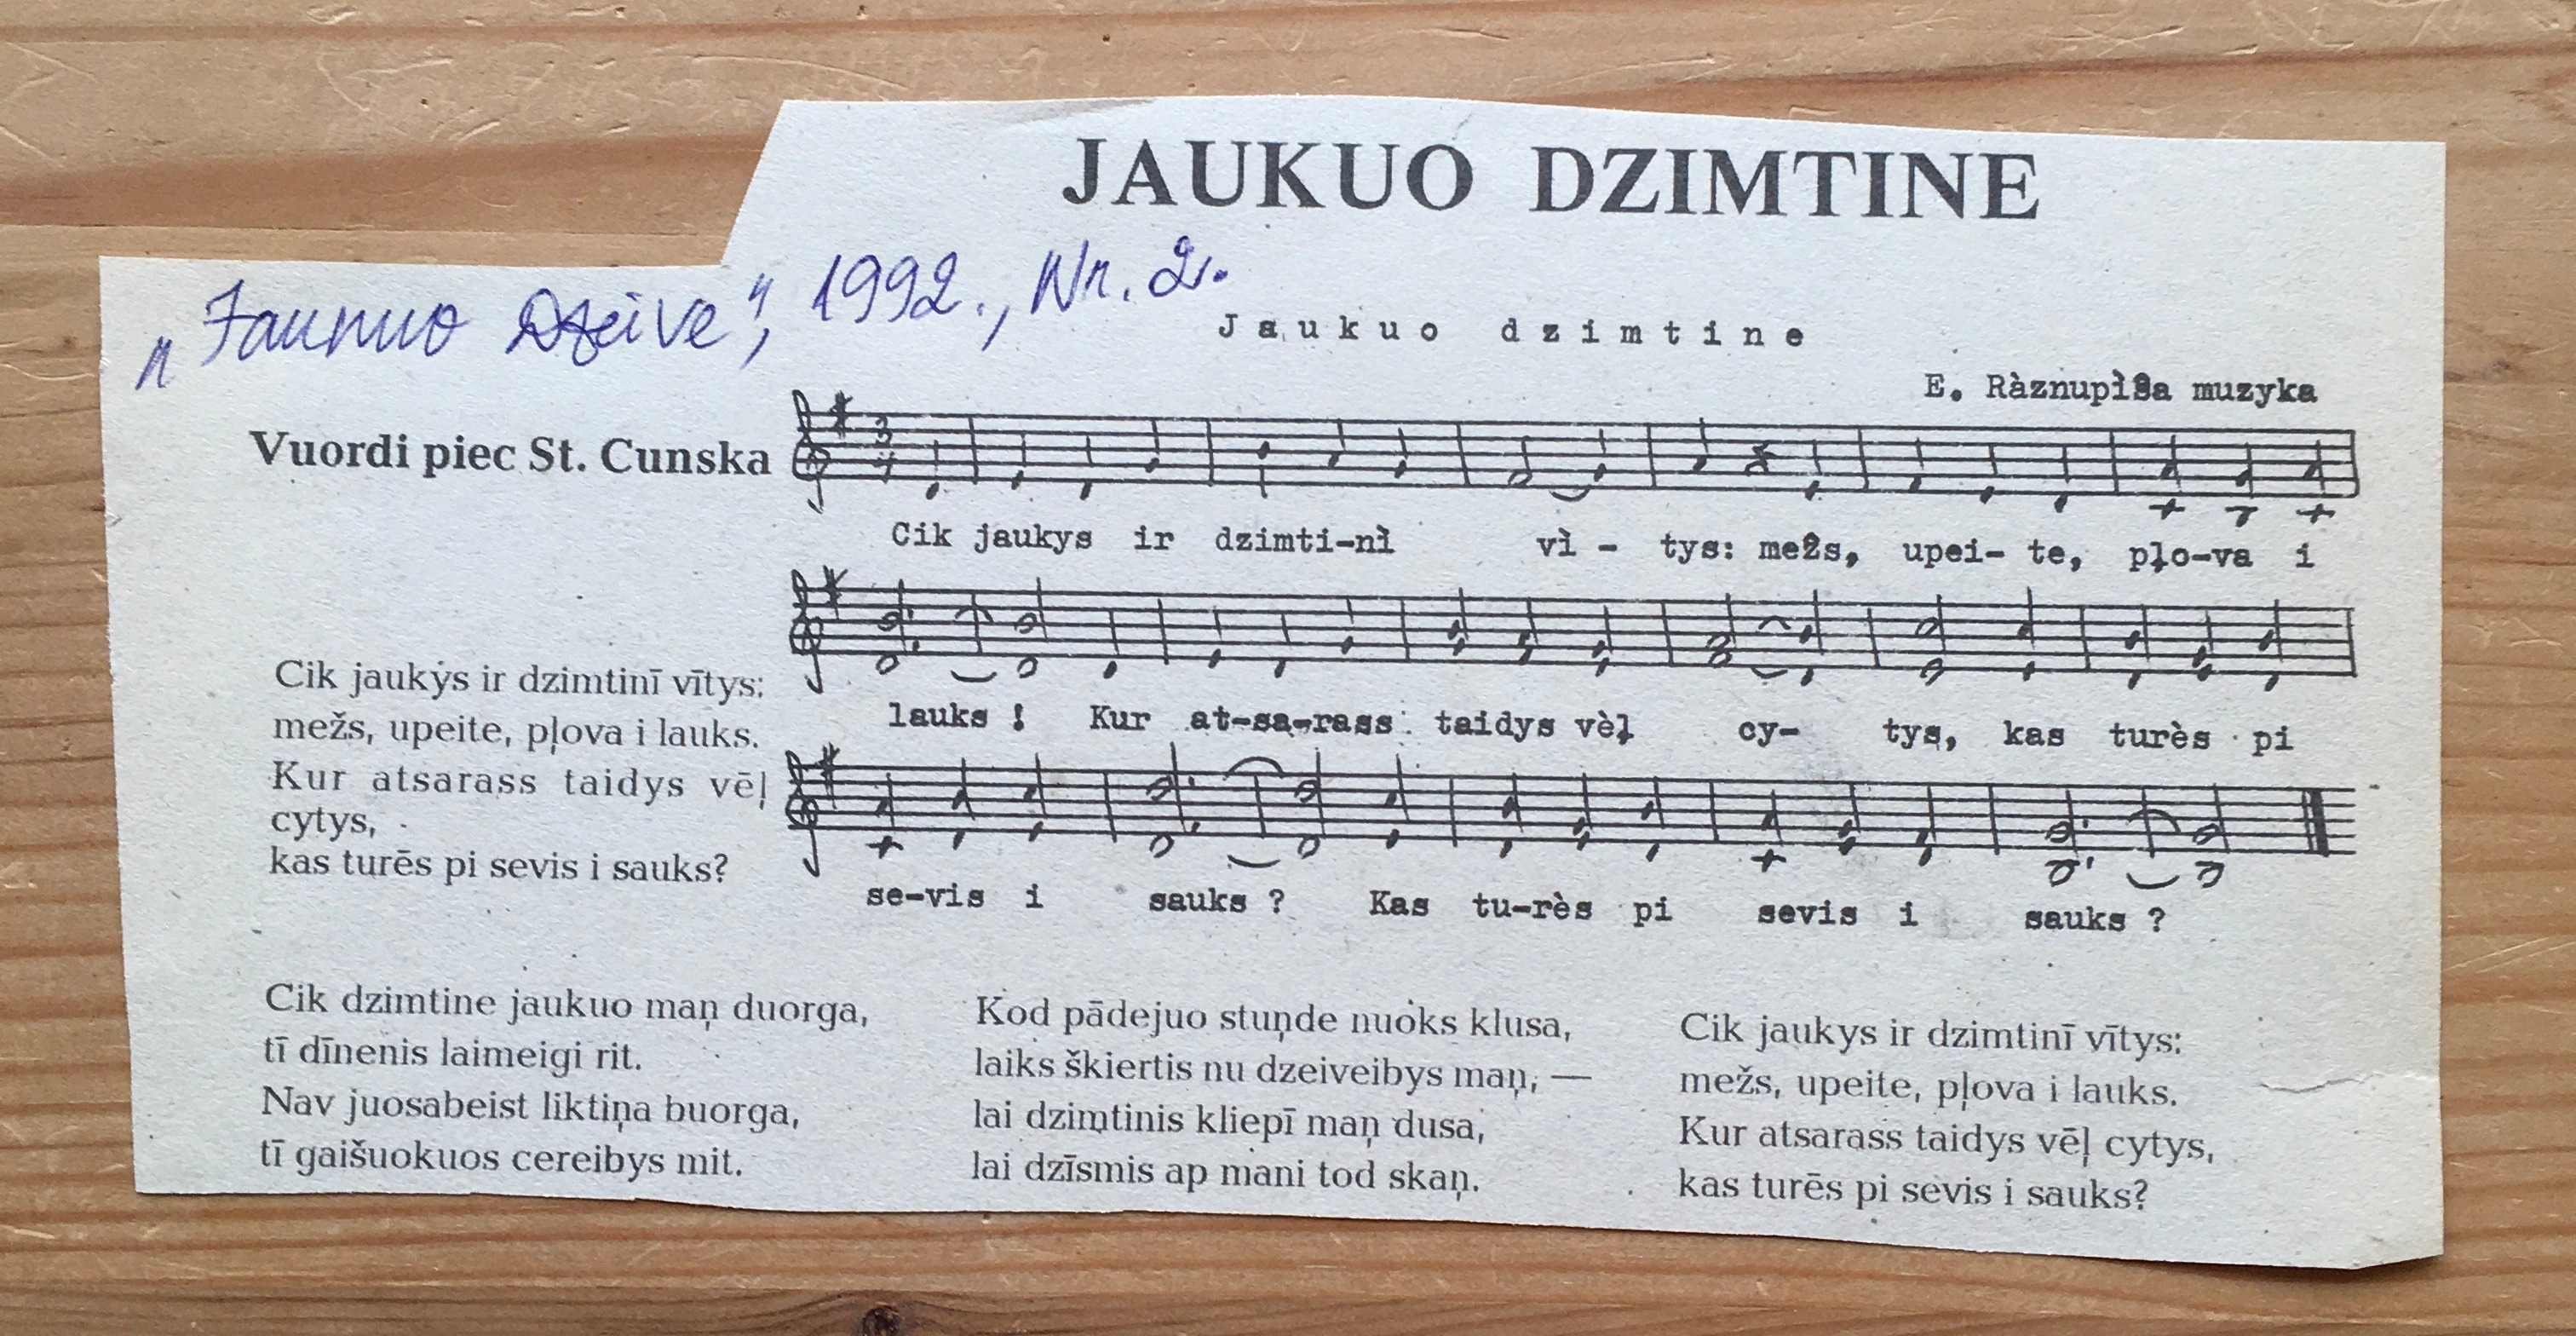 JAUKUO DZIMTINE
„Jaunuo Dzeive”, 1992., Nr. 2.
Jaukuo dzimtine
E. Ràznupìša muzyka
Vuordi piec St. Cunska
3
4
Cik jaukys ir dzimti-nì vì - tys: mežs, upei- te, pļo-va i
lauks ! Kur at-sa-rass taidys vèļ cy- tys, kas turès pi
se-vis i sauks ? Kas tu-rès pi sevis i sauks ?
Cik jaukys ir dzimtinī vītys:
mežs, upeite, pļova i lauks.
Kur atsarass taidys vēļ
cytys,
kas turēs pi sevis i sauks?
Cik dzimtine jaukuo maņ duorga,
tī dīnenis laimeigi rit.
Nav juosabeist liktiņa buorga,
tī gaišuokuos cereibys mit.
Kod pādejuo stuņde nuoks klusa,
laiks škiertis nu dzeiveibys maņ, —
lai dzimtinis kliepī maņ dusa,
lai dzīsmis ap mani tod skaņ.
Cik jaukys ir dzimtinī vītys:
mežs, upeite, pļova i lauks.
Kur atsarass taidys vēļ cytys,
kas turēs pi sevis i sauks?